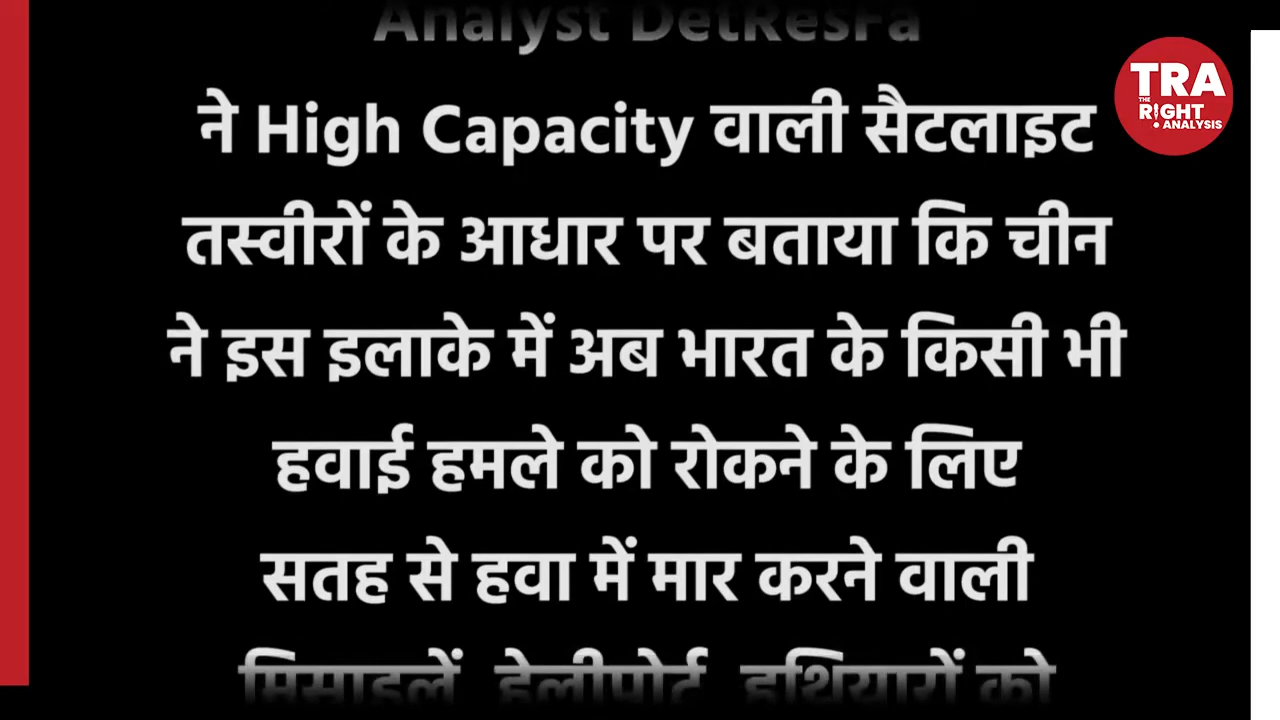 Analyst DetResFa
ने High Capacity वाली सैटलाइट
तस्वीरों के आधार पर बताया कि चीन
ने इस इलाके में अब भारत के किसी भी
हवाई हमले को रोकने के लिए
सतह से हवा में मार करने वाली
मिसाइलें, हेलीपोर्ट, हथियारों को
TRA
THE
RIGHT
ANALYSIS